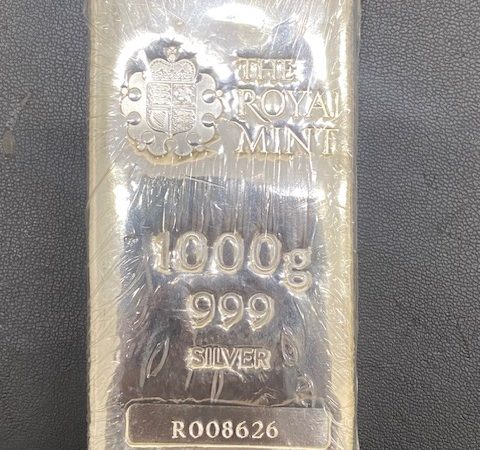 THE
ROYAL
MINT
1000g
999
SILVER
R008626